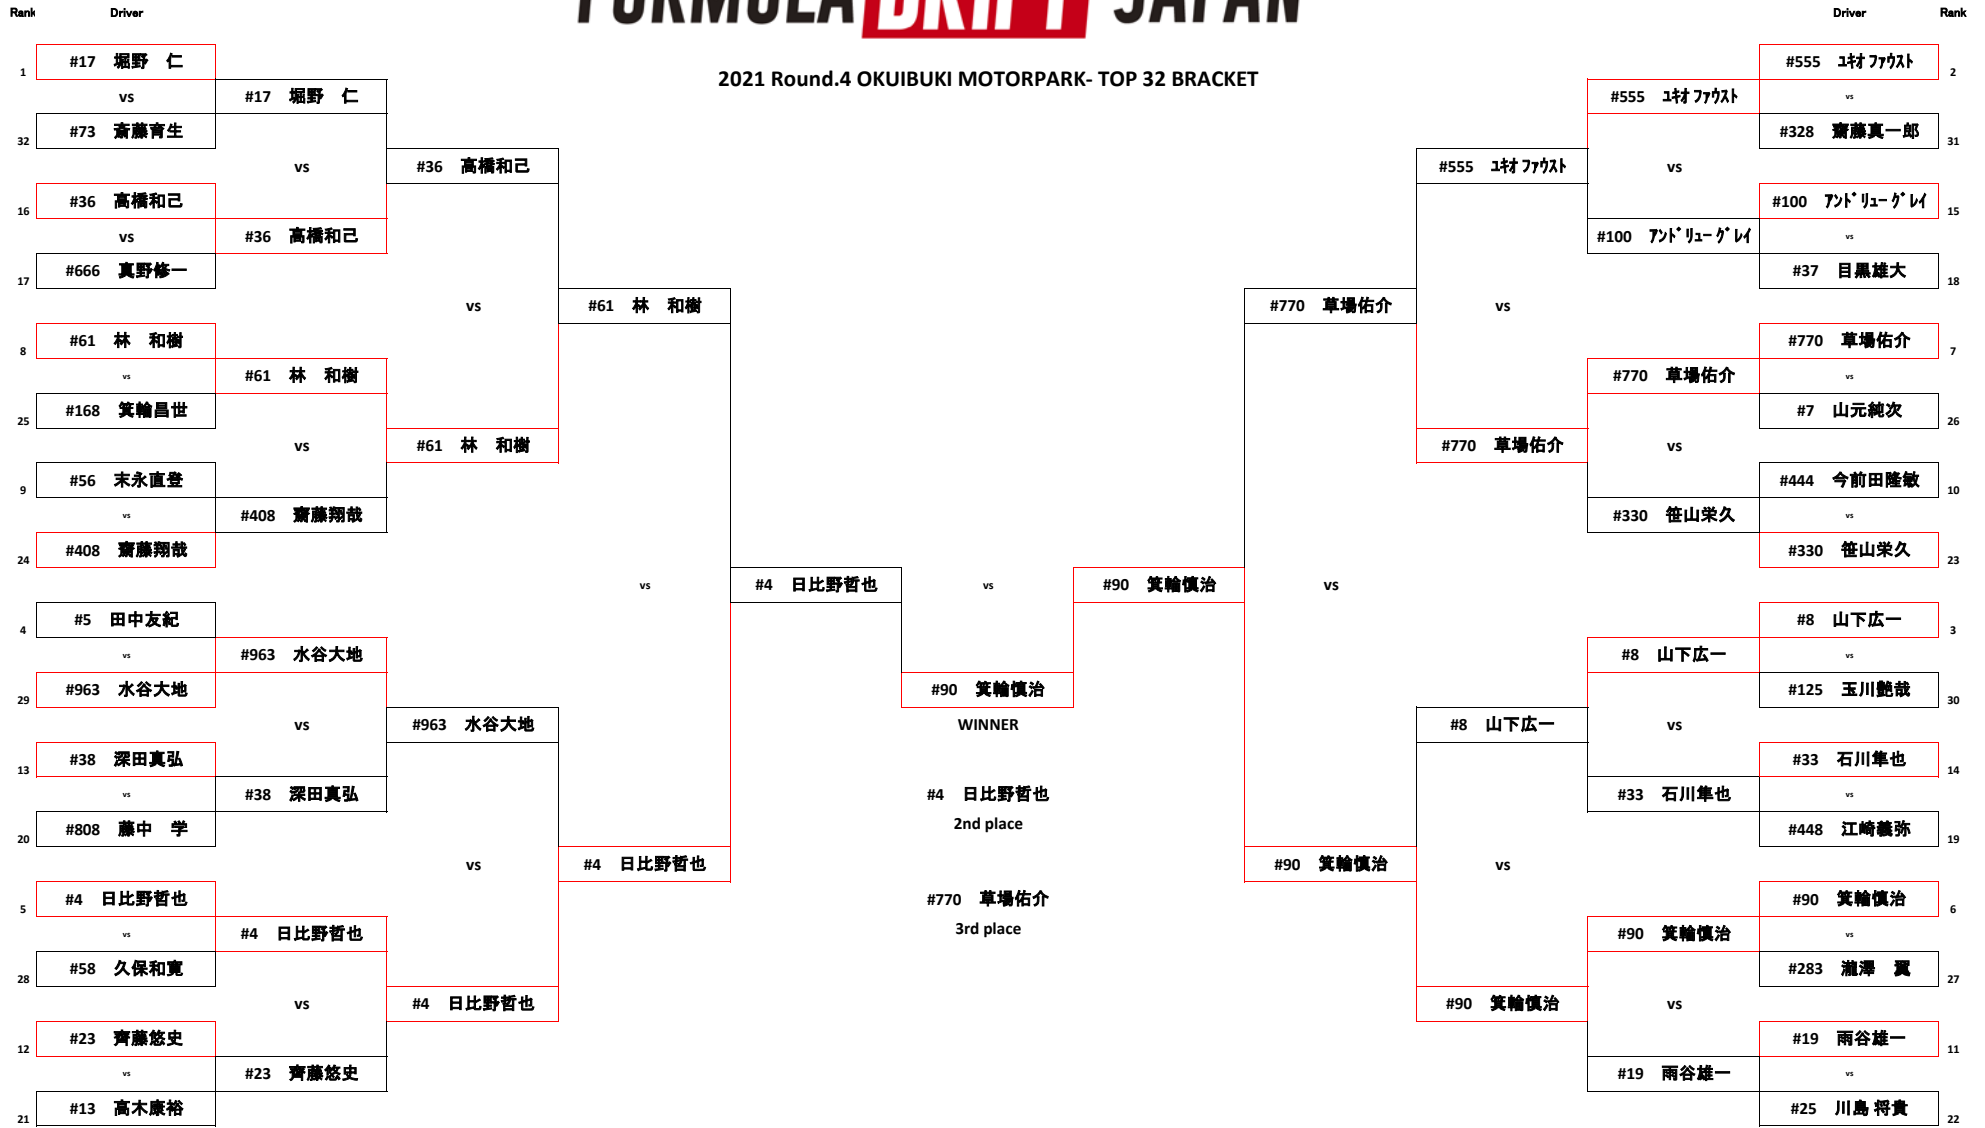 FORMULA DRIFT JAPAN
Rank Driver Driver Rank
2021 Round.4 OKUIBUKI MOTORPARK- TOP 32 BRACKET
1 #17 堀野 仁
vs
32 #73 斎藤育生
16 #36 高橋和己
vs
17 #666 真野修一
8 #61 林 和樹
vs
25 #168 箕輪昌世
9 #56 末永直登
vs
24 #408 齋藤翔哉
4 #5 田中友紀
vs
29 #963 水谷大地
13 #38 深田真弘
vs
20 #808 藤中 学
5 #4 日比野哲也
vs
28 #58 久保和寛
12 #23 齊藤悠史
vs
21 #13 高木康裕
#17 堀野 仁
vs
#36 高橋和己
#61 林 和樹
vs
#408 齋藤翔哉
#963 水谷大地
vs
#38 深田真弘
#4 日比野哲也
vs
#23 齊藤悠史
#36 高橋和己
vs
#61 林 和樹
#963 水谷大地
vs
#4 日比野哲也
#61 林 和樹
vs
#4 日比野哲也
#4 日比野哲也
vs
#90 箕輪慎治
#90 箕輪慎治
WINNER
#4 日比野哲也
2nd place
#770 草場佑介
3rd place
#770 草場佑介
vs
#90 箕輪慎治
#555 ﾕｷｵ ﾌｧｳｽﾄ
vs
#770 草場佑介
#8 山下広一
vs
#90 箕輪慎治
#555 ﾕｷｵ ﾌｧｳｽﾄ
vs
#100 ｱﾝﾄﾞﾘｭｰ ｸﾞﾚｲ
#770 草場佑介
vs
#330 笹山栄久
#8 山下広一
vs
#33 石川隼也
#90 箕輪慎治
vs
#19 雨谷雄一
#555 ﾕｷｵ ﾌｧｳｽﾄ 2
vs
#328 齋藤真一郎 31
#100 ｱﾝﾄﾞﾘｭｰ ｸﾞﾚｲ 15
vs
#37 目黒雄大 18
#770 草場佑介 7
vs
#7 山元純次 26
#444 今前田隆敏 10
vs
#330 笹山栄久 23
#8 山下広一 3
vs
#125 玉川艶哉 30
#33 石川隼也 14
vs
#448 江崎義弥 19
#90 箕輪慎治 6
vs
#283 瀧澤 翼 27
#19 雨谷雄一 11
vs
#25 川島 将貴 22